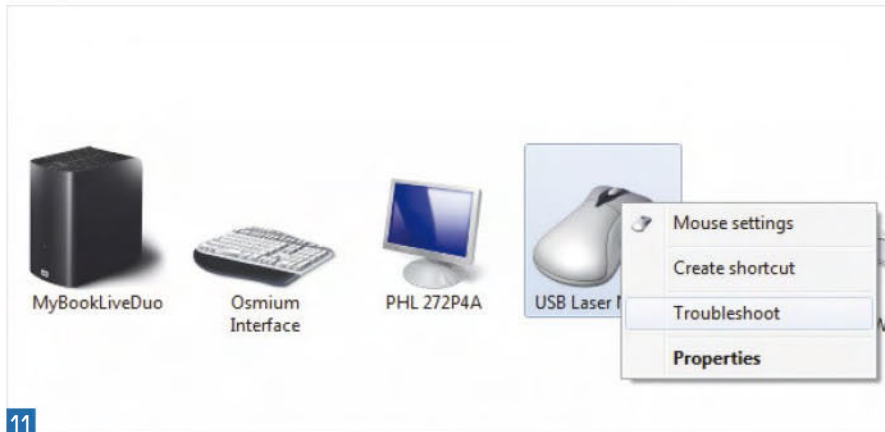 MyBookLiveDuo
Osmium
Interface
PHL 272P4A
USB Laser
Mouse settings
Create shortcut
Troubleshoot
Properties
11